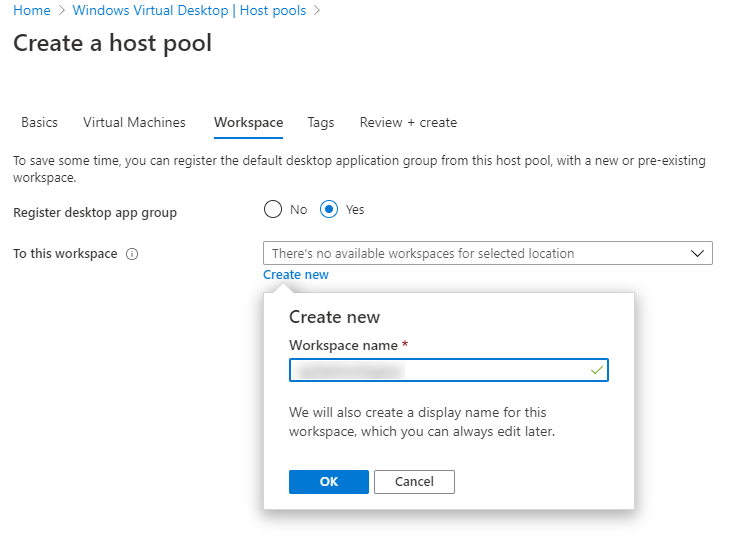 Home > Windows Virtual Desktop | Host pools >
Create a host pool
Basics Virtual Machines Workspace Tags Review + create
To save some time, you can register the default desktop application group from this host pool, with a new or pre-existing
workspace.
Register desktop app group No Yes
To this workspace There's no available workspaces for selected location
Create new
Create new
Workspace name *
We will also create a display name for this
workspace, which you can always edit later.
OK Cancel